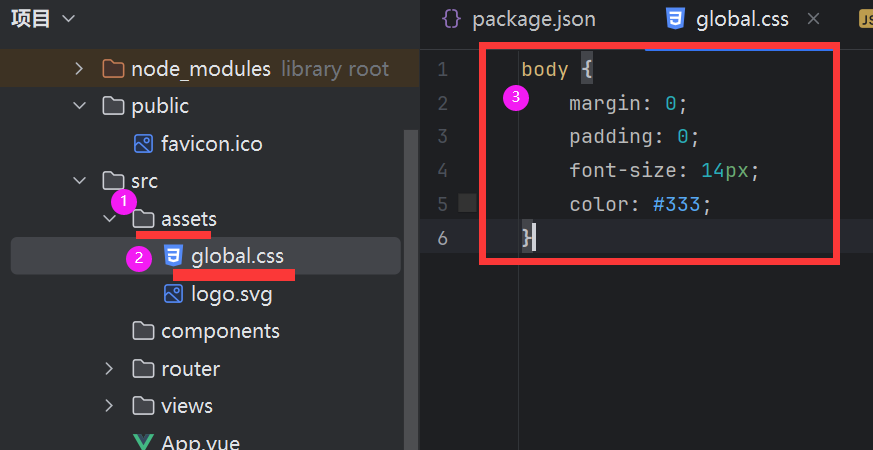 项目
package.json
global.css
JS
node_modules library root
public
favicon.ico
src
1
assets
2
global.css
logo.svg
components
router
views
App.vue
3
1 body {
2 margin: 0;
3 padding: 0;
4 font-size: 14px;
5 color: #333;
6 }